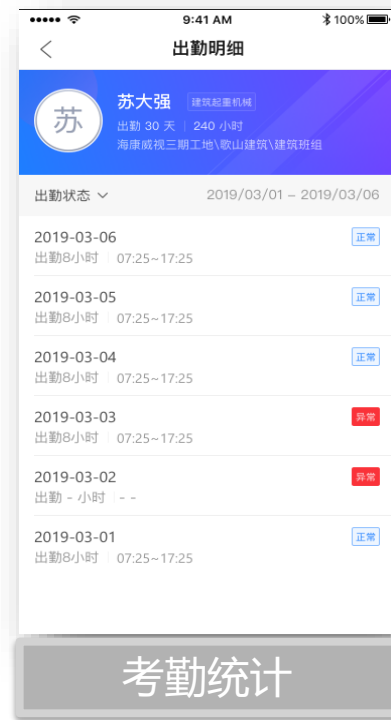 9:41 AM 100%
出勤明细
苏 苏大强 建筑起重机械
出勤 30 天 | 240 小时
海康威视三期工地\歌山建筑\建筑班组
出勤状态 2019/03/01 – 2019/03/06
2019-03-06 正常
出勤8小时 | 07:25~17:25
2019-03-05 正常
出勤8小时 | 07:25~17:25
2019-03-04 正常
出勤8小时 | 07:25~17:25
2019-03-03 异常
出勤8小时 | 07:25~17:25
2019-03-02 异常
出勤 - 小时 | - -
2019-03-01 正常
出勤8小时 | 07:25~17:25
考勤统计